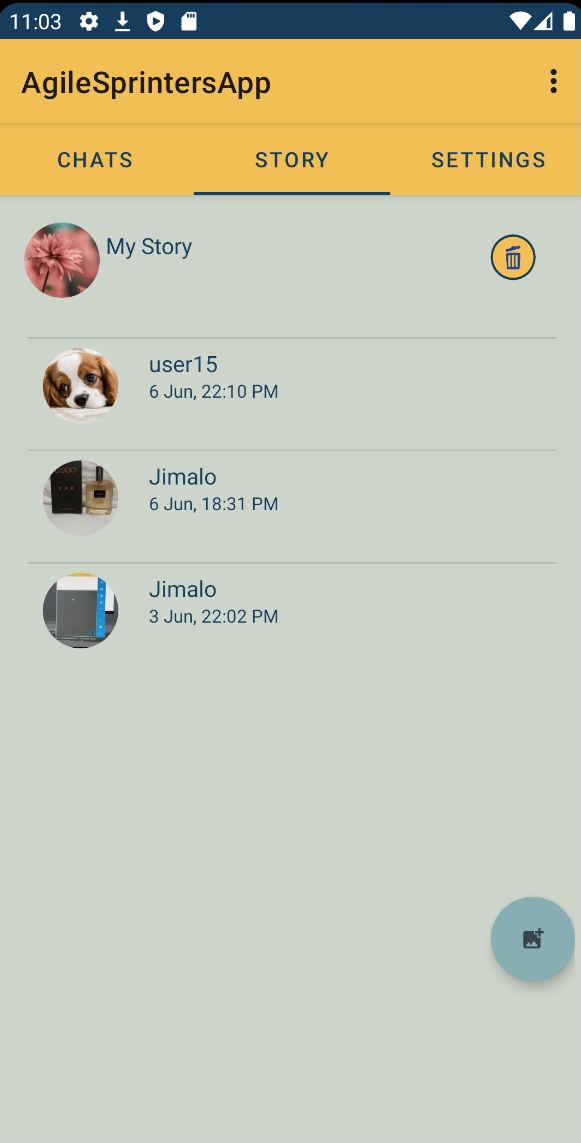 11:03
AgileSprintersApp
CHATS STORY SETTINGS
My Story
user15
6 Jun, 22:10 PM
GUCCI
Jimalo
6 Jun, 18:31 PM
Jimalo
3 Jun, 22:02 PM